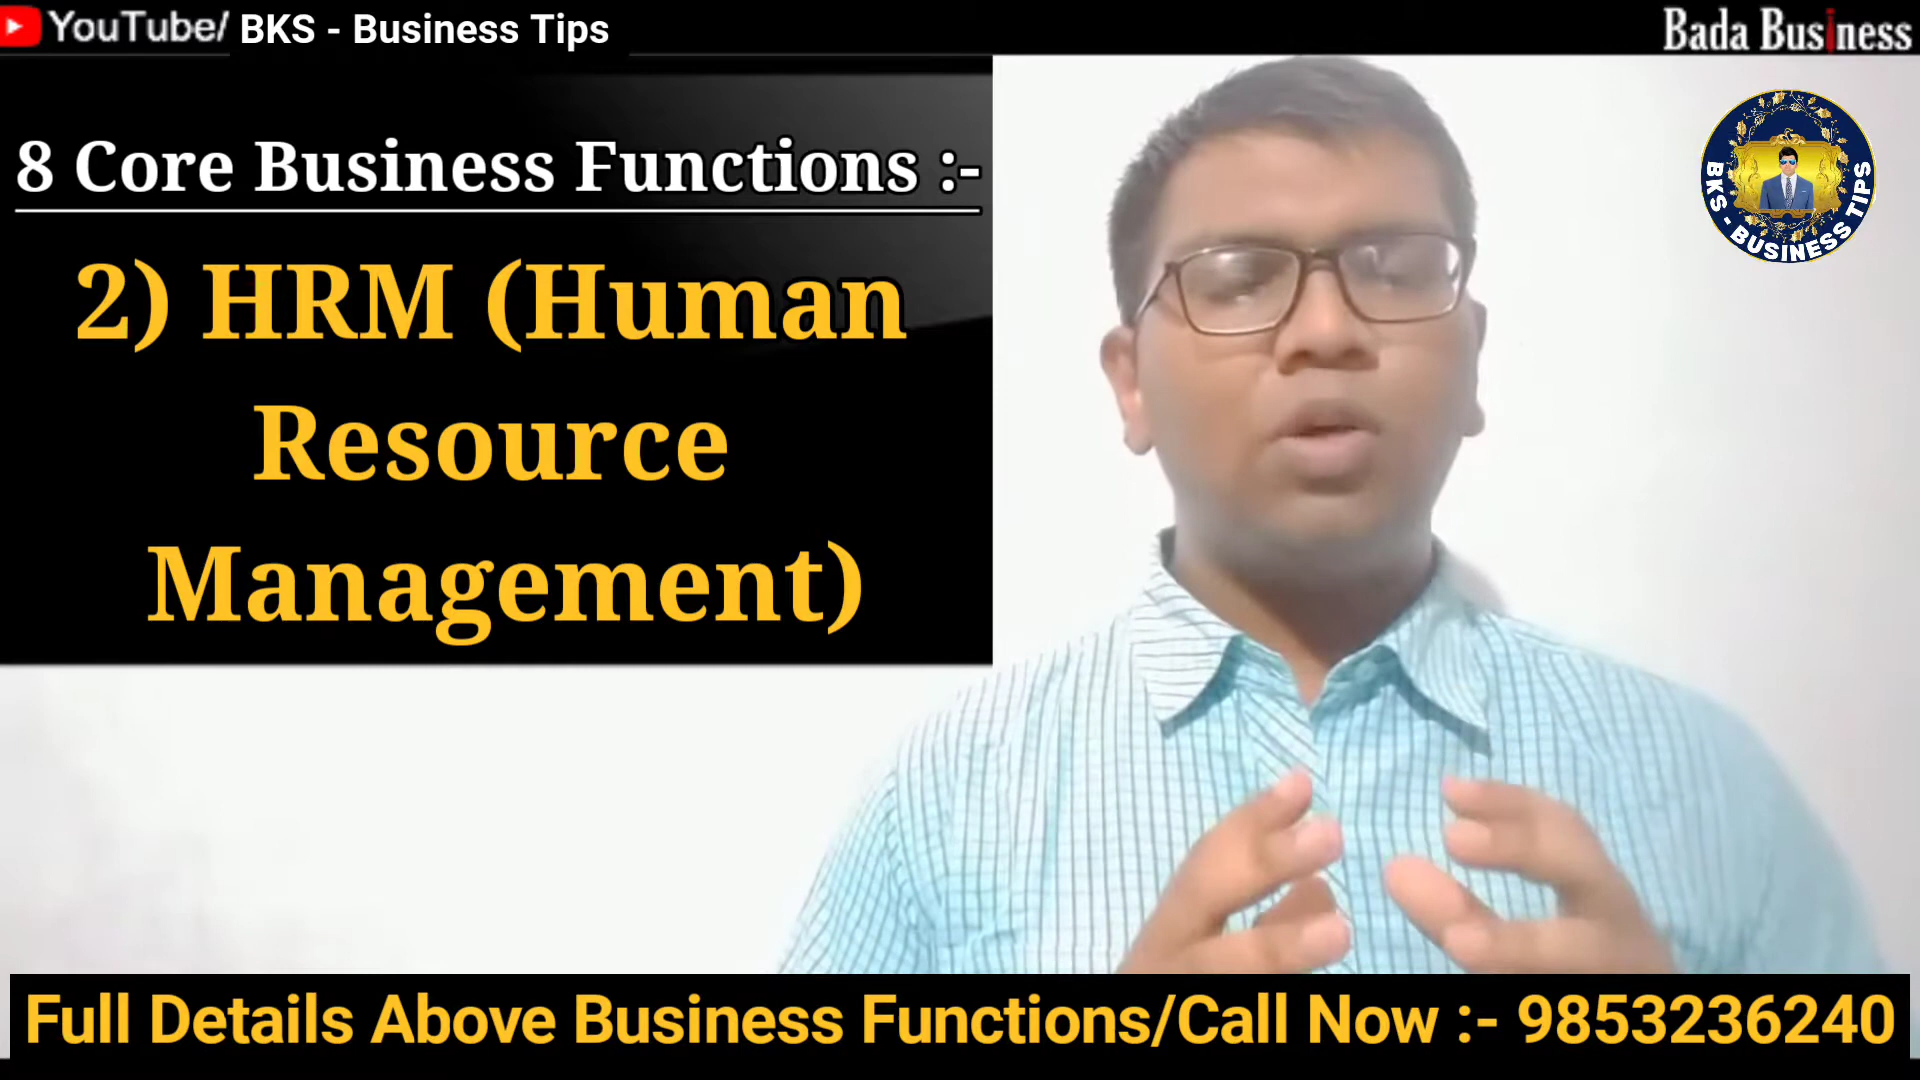 YouTube/ BKS - Business Tips
Bada Business
BKS - BUSINESS TIPS
8 Core Business Functions :-
2) HRM (Human
Resource
Management)
Full Details Above Business Functions/Call Now :- 9853236240